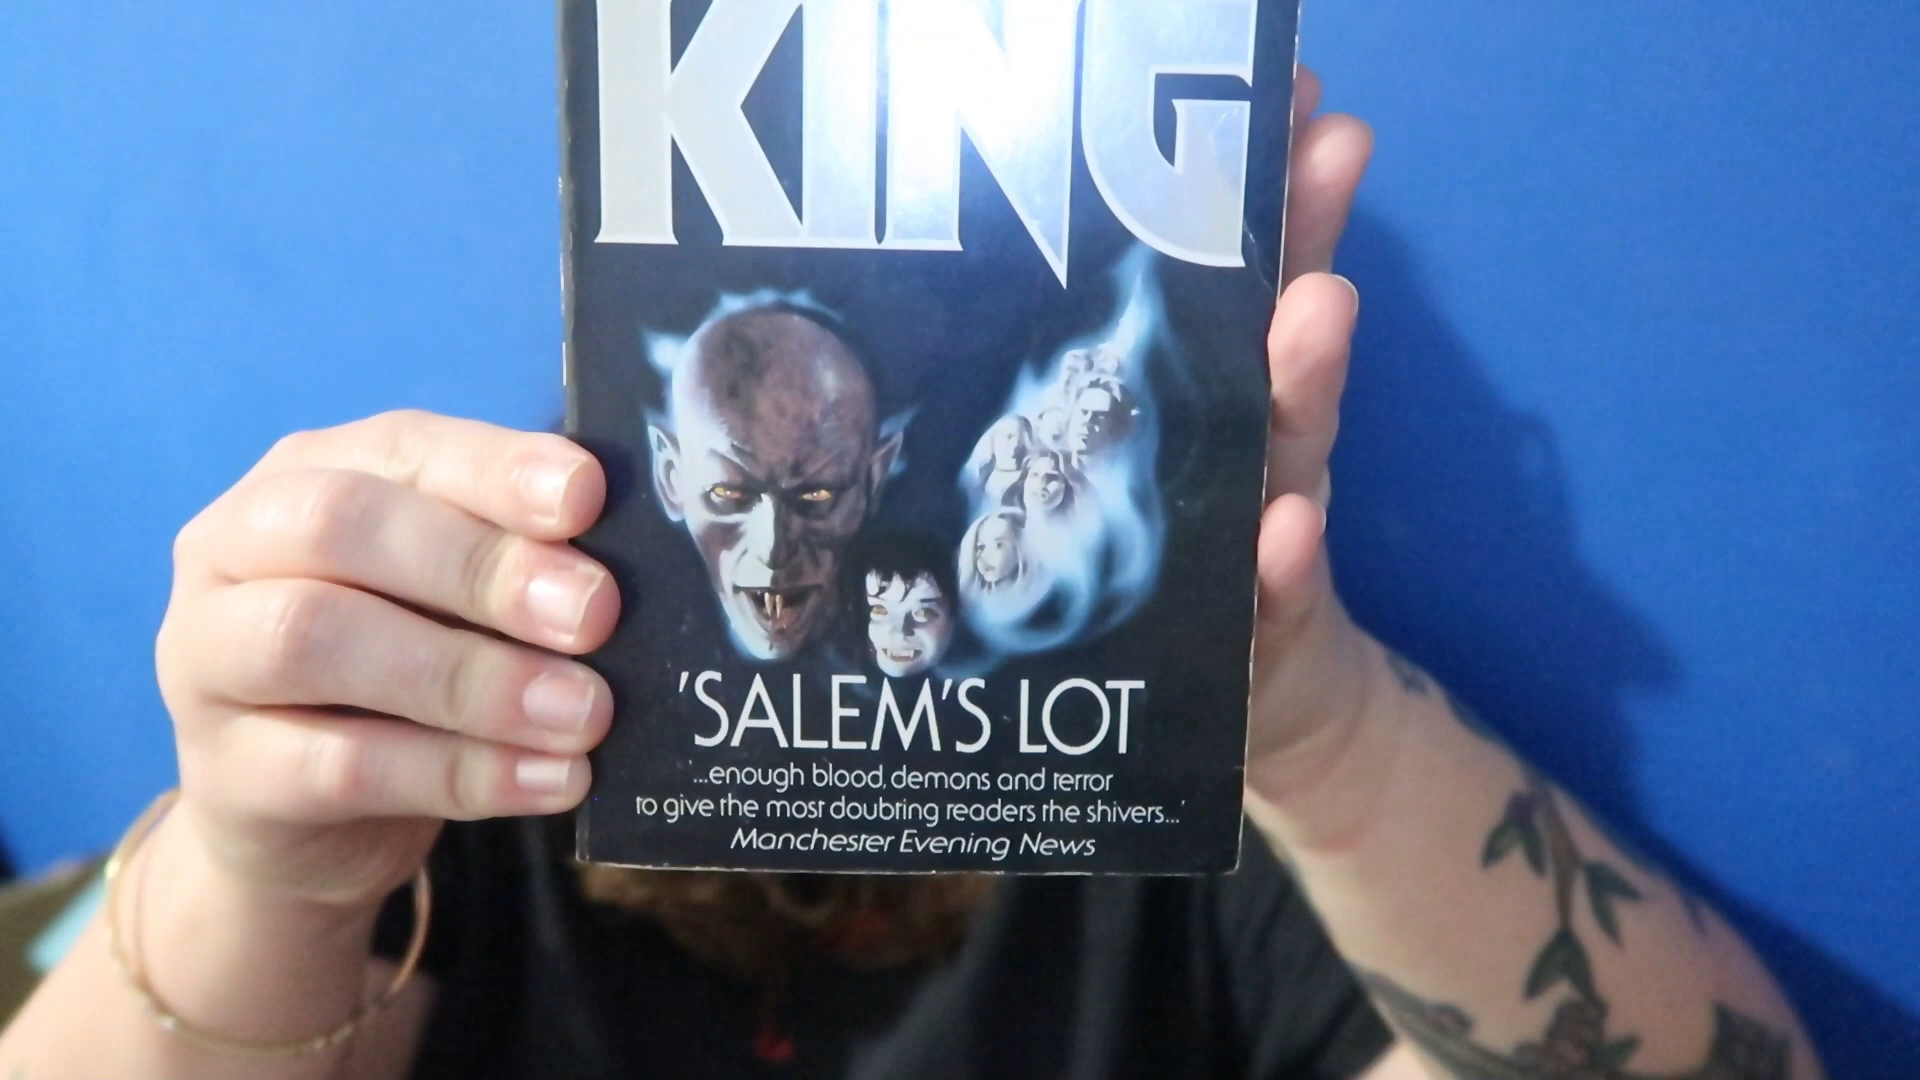 KING
'SALEM'S LOT
'...enough blood, demons and terror
to give the most doubting readers the shivers...'
Manchester Evening News